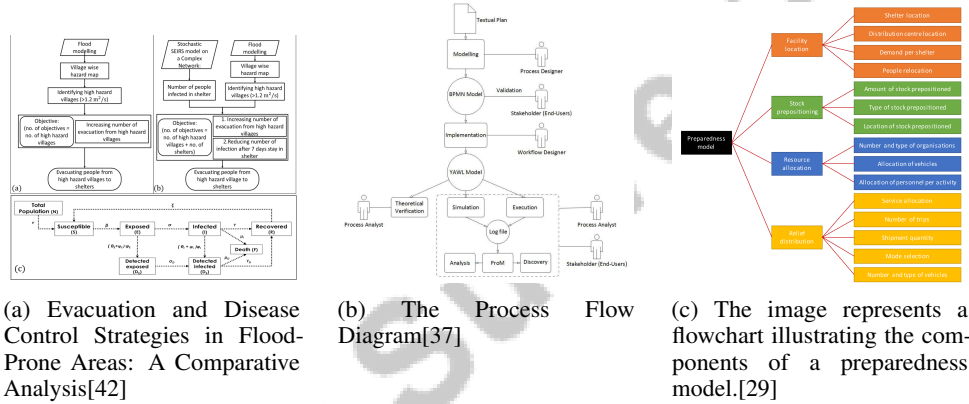 Flood
modelling
Village wise
hazard map
Identifying high hazard
villages (>1.2 m²/s)
Objective:
(no. of objectives =
no. of high hazard
villages
Increasing number of
evacuation from high hazard
villages
Evacuating people from
high hazard villages to
shelters
(a)
Stochastic
SEIRS model on
a Complex
Network:
Number of people
infected in shelter
Flood
modelling
Village wise
hazard map
Identifying high hazard
villages (>1.2 m²/s)
Objective:
(no. of objectives =
no. of high hazard
villages + no. of
shelters)
1. Increasing number of
evacuation from high hazard
villages
2.Reducing number of
infection after 7 days stay in
shelter
Evacuating people from
high hazard village to
shelters
(b)
Total
Population (N)
Susceptible
(S)
Exposed
(E)
Infected
(I)
Recovered
(R)
Death (F)
Detected
exposed
Detected
infected
(c)
Textual Plan
Modelling
Process Designer
BPMN Model
Validation
Stakeholder (End-Users)
Implementation
Workflow Designer
YAWL Model
Process Analyst
Theoretical
Verification
Simulation
Execution
Process Analyst
Log file
Stakeholder (End-Users)
Analysis
ProM
Discovery
Preparedness
model
Facility
location
Shelter location
Distribution centre location
Demand per shelter
People relocation
Stock
prepositioning
Amount of stock prepositioned
Type of stock prepositioned
Location of stock prepositioned
Resource
allocation
Number and type of organisations
Allocation of vehicles
Allocation of personnel per activity
Relief
distribution
Service allocation
Number of trips
Shipment quantity
Mode selection
Number and type of vehicles
(a) Evacuation and Disease
Control Strategies in Flood-
Prone Areas: A Comparative
Analysis[42]
(b) The Process Flow
Diagram[37]
(c) The image represents a
flowchart illustrating the com-
ponents of a preparedness
model.[29]